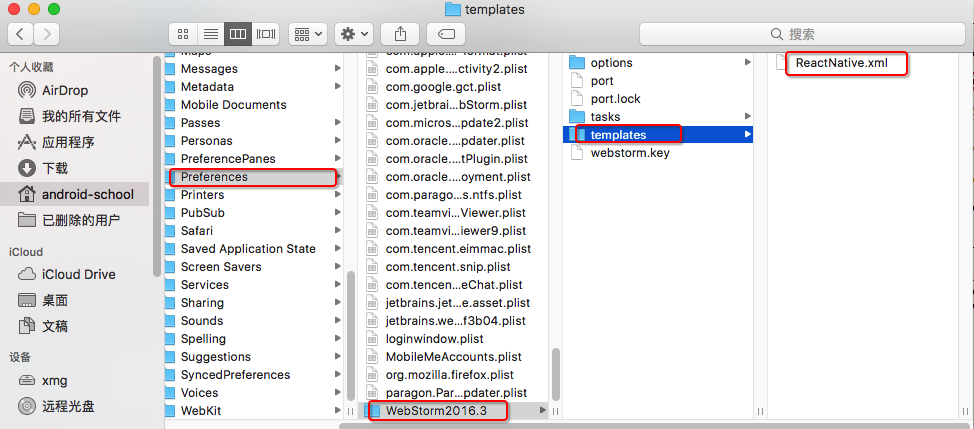 templates
搜索
个人收藏
AirDrop
我的所有文件
应用程序
下载
android-school
已删除的用户
iCloud
iCloud Drive
桌面
文稿
设备
xmg
远程光盘
Messages
Metadata
Mobile Documents
Passes
Personas
PreferencePanes
Preferences
Printers
PubSub
Safari
Saved Application State
Screen Savers
Services
Sharing
Sounds
Spelling
Suggestions
SyncedPreferences
Voices
WebKit
com.apple.…ctivity2.plist
com.google.gct.plist
com.jetbrai…bStorm.plist
com.micros…pdate2.plist
com.oracle…pdater.plist
com.oracle…tPlugin.plist
com.oracle…oyment.plist
com.parago…s.ntfs.plist
com.teamvi…Viewer.plist
com.teamvi…iewer9.plist
com.tencent.eimmac.plist
com.tencent.snip.plist
com.tencen…eChat.plist
jetbrains.jet…e.asset.plist
jetbrains.we…f3b04.plist
loginwindow.plist
MobileMeAccounts.plist
org.mozilla.firefox.plist
paragon.Par…pdater.plist
WebStorm2016.3
options
port
port.lock
tasks
templates
webstorm.key
ReactNative.xml